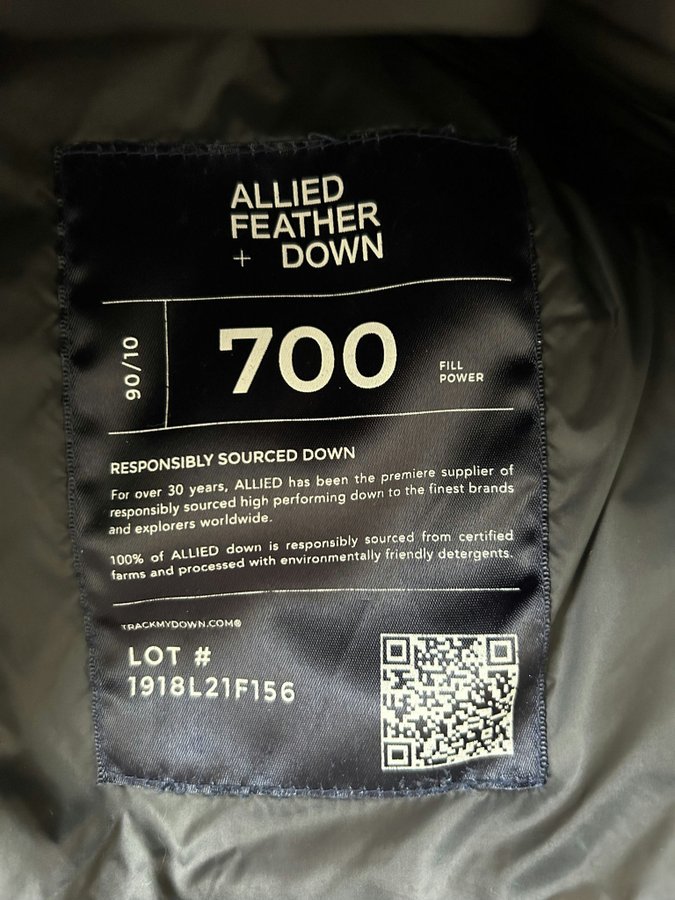 ALLIED
FEATHER
+ DOWN
90/10
700
FILL
POWER
RESPONSIBLY SOURCED DOWN
For over 30 years, ALLIED has been the premiere supplier of
responsibly sourced high performing down to the finest brands
and explorers worldwide.
100% of ALLIED down is responsibly sourced from certified
farms and processed with environmentally friendly detergents.
TRACKMYDOWN.COM®
LOT #
1918L21F156